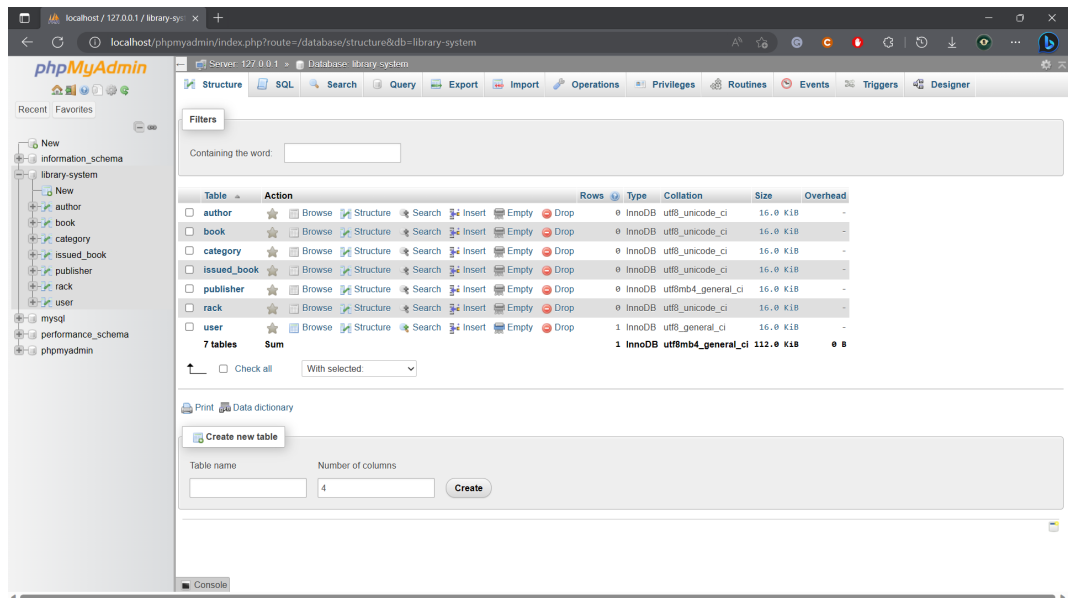 localhost / 127.0.0.1 / library-sys
localhost/phpmyadmin/index.php?route=/database/structure&db=library-system
phpMyAdmin
Recent Favorites
New
information_schema
library-system
New
author
book
category
issued_book
publisher
rack
user
mysql
performance_schema
phpmyadmin
Server: 127.0.0.1 » Database: library-system
Structure SQL Search Query Export Import Operations Privileges Routines Events Triggers Designer
Filters
Containing the word:
Table Action Rows Type Collation Size Overhead
author Browse Structure Search Insert Empty Drop 0 InnoDB utf8_unicode_ci 16.0 KiB -
book Browse Structure Search Insert Empty Drop 0 InnoDB utf8_unicode_ci 16.0 KiB -
category Browse Structure Search Insert Empty Drop 0 InnoDB utf8_unicode_ci 16.0 KiB -
issued_book Browse Structure Search Insert Empty Drop 0 InnoDB utf8_unicode_ci 16.0 KiB -
publisher Browse Structure Search Insert Empty Drop 0 InnoDB utf8mb4_general_ci 16.0 KiB -
rack Browse Structure Search Insert Empty Drop 0 InnoDB utf8_unicode_ci 16.0 KiB -
user Browse Structure Search Insert Empty Drop 1 InnoDB utf8_general_ci 16.0 KiB -
7 tables Sum 1 InnoDB utf8mb4_general_ci 112.0 KiB 0 B
Check all With selected:
Print Data dictionary
Create new table
Table name Number of columns
4 Create
Console